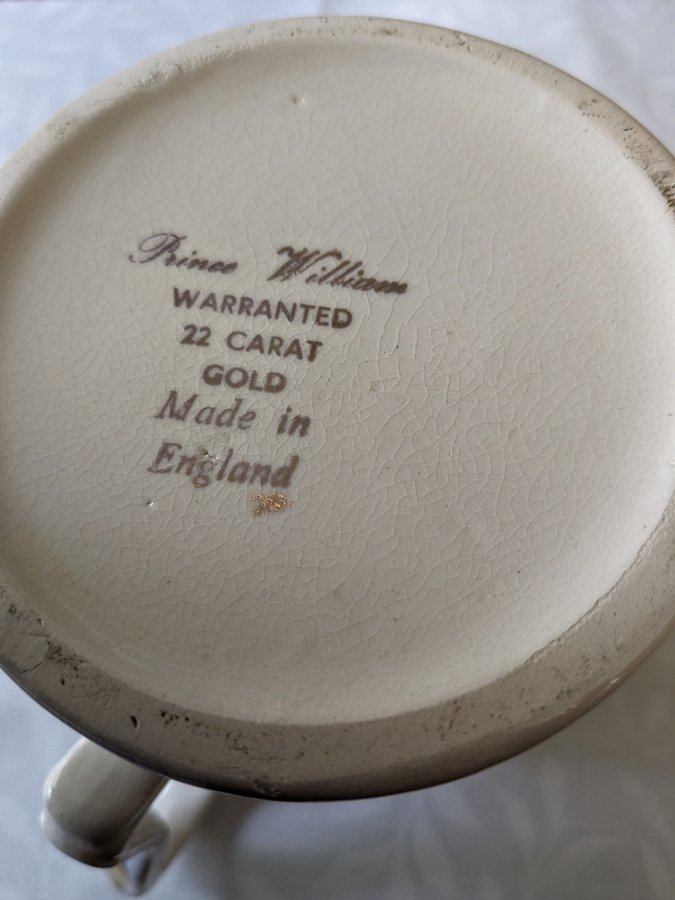 Prince William
WARRANTED
22 CARAT
GOLD
Made in
England